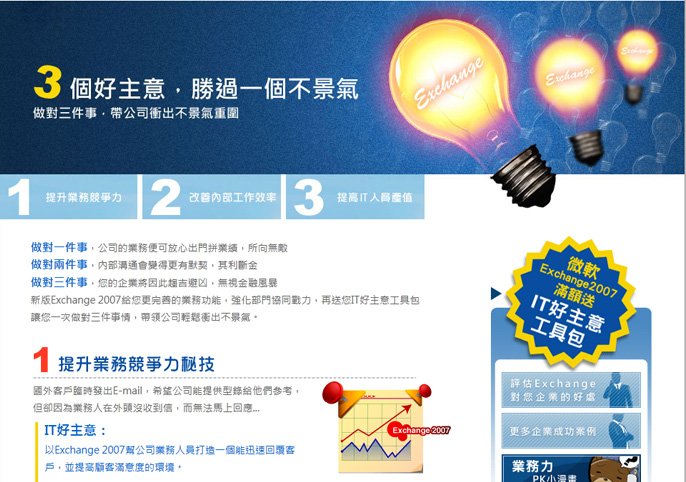 3個好主意，勝過一個不景氣
做對三件事，帶公司衝出不景氣重圍
Exchange
Exchange
Exchange
1 提升業務競爭力
2 改善內部工作效率
3 提高IT人員產值
做對一件事，公司的業務便可放心出門拼業績，所向無敵
做對兩件事，內部溝通會變得更有默契，其利斷金
做對三件事，您的企業將因此趨吉避凶，無視金融風暴
新版Exchange 2007給您更完善的業務功能，強化部門協同戰力，再送您IT好主意工具包
讓您一次做對三件事情，帶領公司輕鬆衝出不景氣。
1 提升業務競爭力秘技
國外客戶臨時發出E-mail，希望公司能提供型錄給他們參考，
但卻因為業務人在外頭沒收到信，而無法馬上回應...
IT好主意：
以Exchange 2007幫公司業務人員打造一個能迅速回覆客
戶，並提高顧客滿意度的環境。
Exchange 2007
微軟
Exchange2007
滿額送
IT好主意
工具包
評估Exchange
對您企業的好處
更多企業成功案例
業務力
PK小漫畫